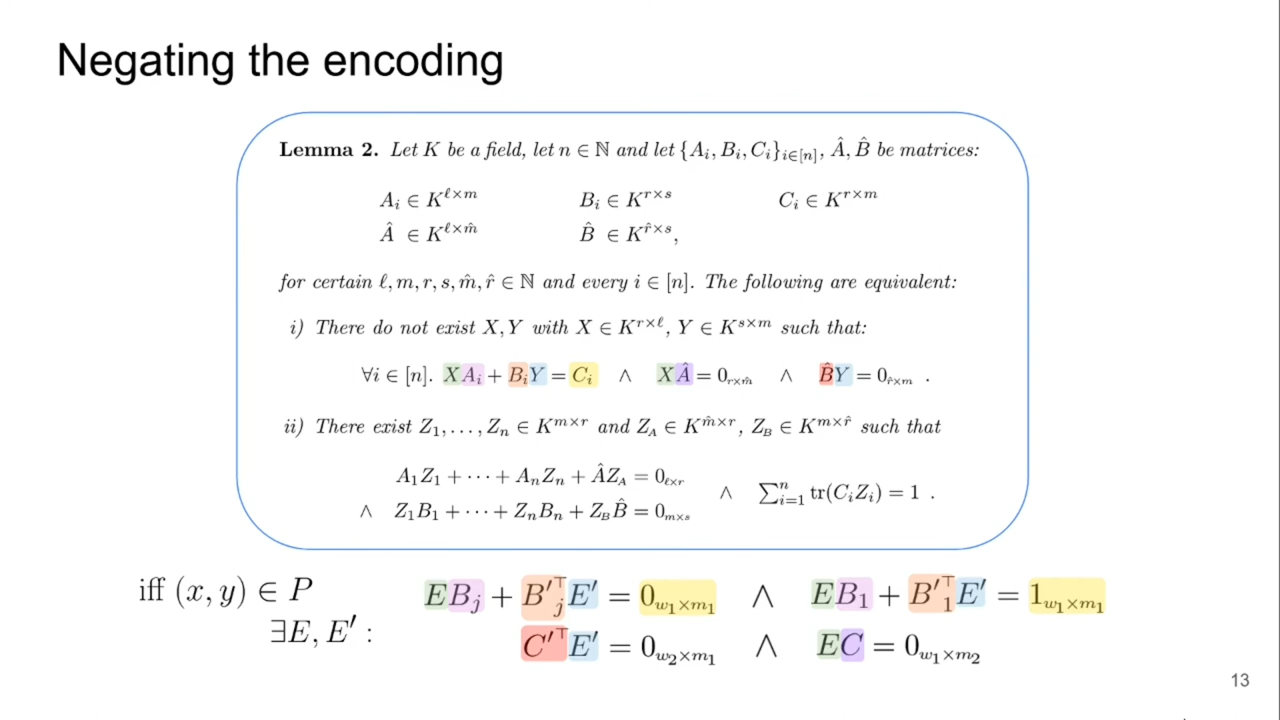 Negating the encoding
Lemma 2. Let K be a field, let n ∈ ℕ and let {A_i, B_i, C_i}_{i∈[n]}, Â, B̂ be matrices:
A_i ∈ K^{ℓ×m} B_i ∈ K^{r×s} C_i ∈ K^{r×m}
Â ∈ K^{ℓ×m̂} B̂ ∈ K^{r̂×s},
for certain ℓ, m, r, s, m̂, r̂ ∈ ℕ and every i ∈ [n]. The following are equivalent:
i) There do not exist X, Y with X ∈ K^{r×ℓ}, Y ∈ K^{s×m} such that:
∀i ∈ [n]. XA_i + B_iY = C_i ∧ XÂ = 0_{r×m̂} ∧ B̂Y = 0_{r̂×m} .
ii) There exist Z_1, . . . , Z_n ∈ K^{m×r} and Z_A ∈ K^{m̂×r}, Z_B ∈ K^{m×r̂} such that
A_1Z_1 + ··· + A_nZ_n + ÂZ_A = 0_{ℓ×r}
∧ Z_1B_1 + ··· + Z_nB_n + Z_BB̂ = 0_{m×s} ∧ ∑_{i=1}^{n} tr(C_iZ_i) = 1 .
iff (x, y) ∈ P EB_j + B'_j^⊤E' = 0_{w_1×m_1} ∧ EB_1 + B'_1^⊤E' = 1_{w_1×m_1}
∃E, E' : C'^⊤E' = 0_{w_2×m_1} ∧ EC = 0_{w_1×m_2}
13